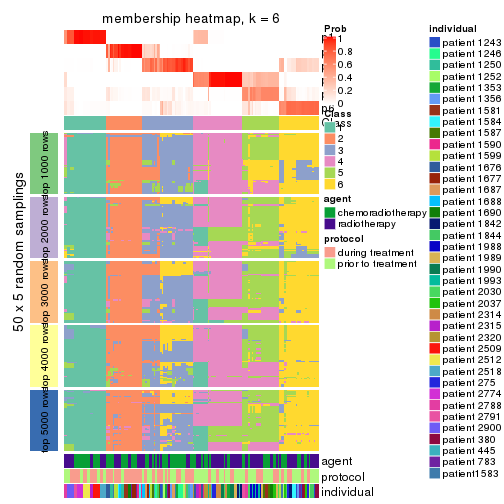 membership heatmap, k = 6
Prob
1
0.8
0.6
0.4
0.2
0
Class
2
3
4
5
6
agent
chemoradiotherapy
radiotherapy
protocol
during treatment
prior to treatment
individual
patient 1243
patient 1246
patient 1250
patient 1252
patient 1353
patient 1356
patient 1581
patient 1584
patient 1587
patient 1590
patient 1599
patient 1676
patient 1677
patient 1687
patient 1688
patient 1690
patient 1842
patient 1844
patient 1988
patient 1989
patient 1990
patient 1993
patient 2030
patient 2037
patient 2314
patient 2315
patient 2320
patient 2509
patient 2512
patient 2518
patient 275
patient 2774
patient 2788
patient 2791
patient 2900
patient 380
patient 445
patient 783
patient1583
50 x 5 random samplings
top 1000 rows
top 2000 rows
top 3000 rows
top 4000 rows
top 5000 rows
agent
protocol
individual